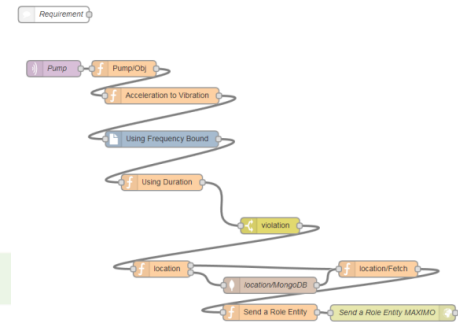 Requirement
Pump
Pump/Obj
Acceleration to Vibration
Using Frequency Bound
Using Duration
violation
location
location/Fetch
location/MongoDB
Send a Role Entity
Send a Role Entity MAXIMO